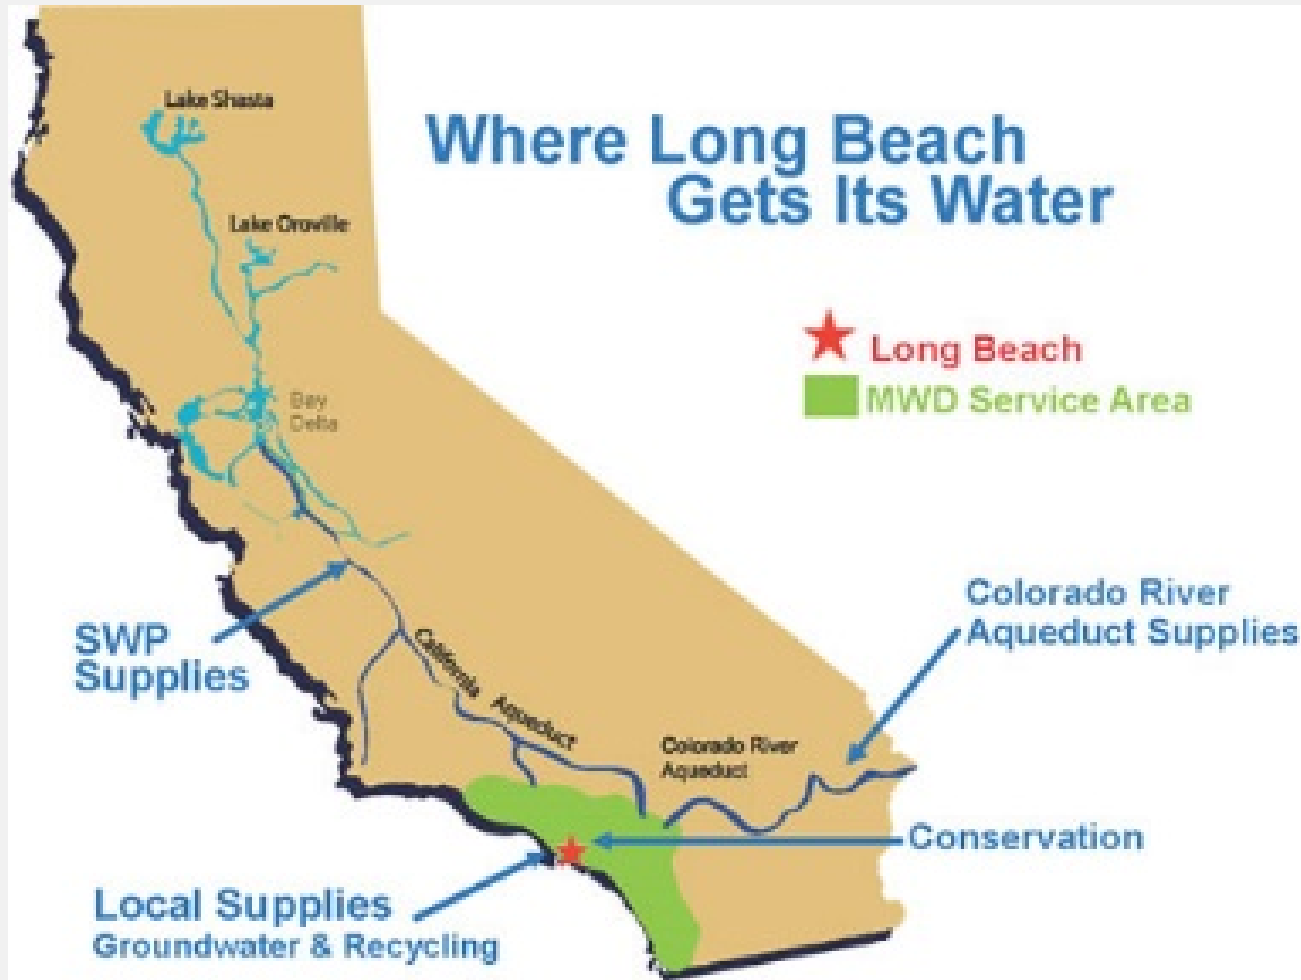 Lake Shasta
Where Long Beach
Gets Its Water
Lake Oroville
Long Beach
MWD Service Area
Bay
Delta
SWP
Supplies
California Aqueduct
Colorado River
Aqueduct Supplies
Colorado River
Aqueduct
Conservation
Local Supplies
Groundwater & Recycling